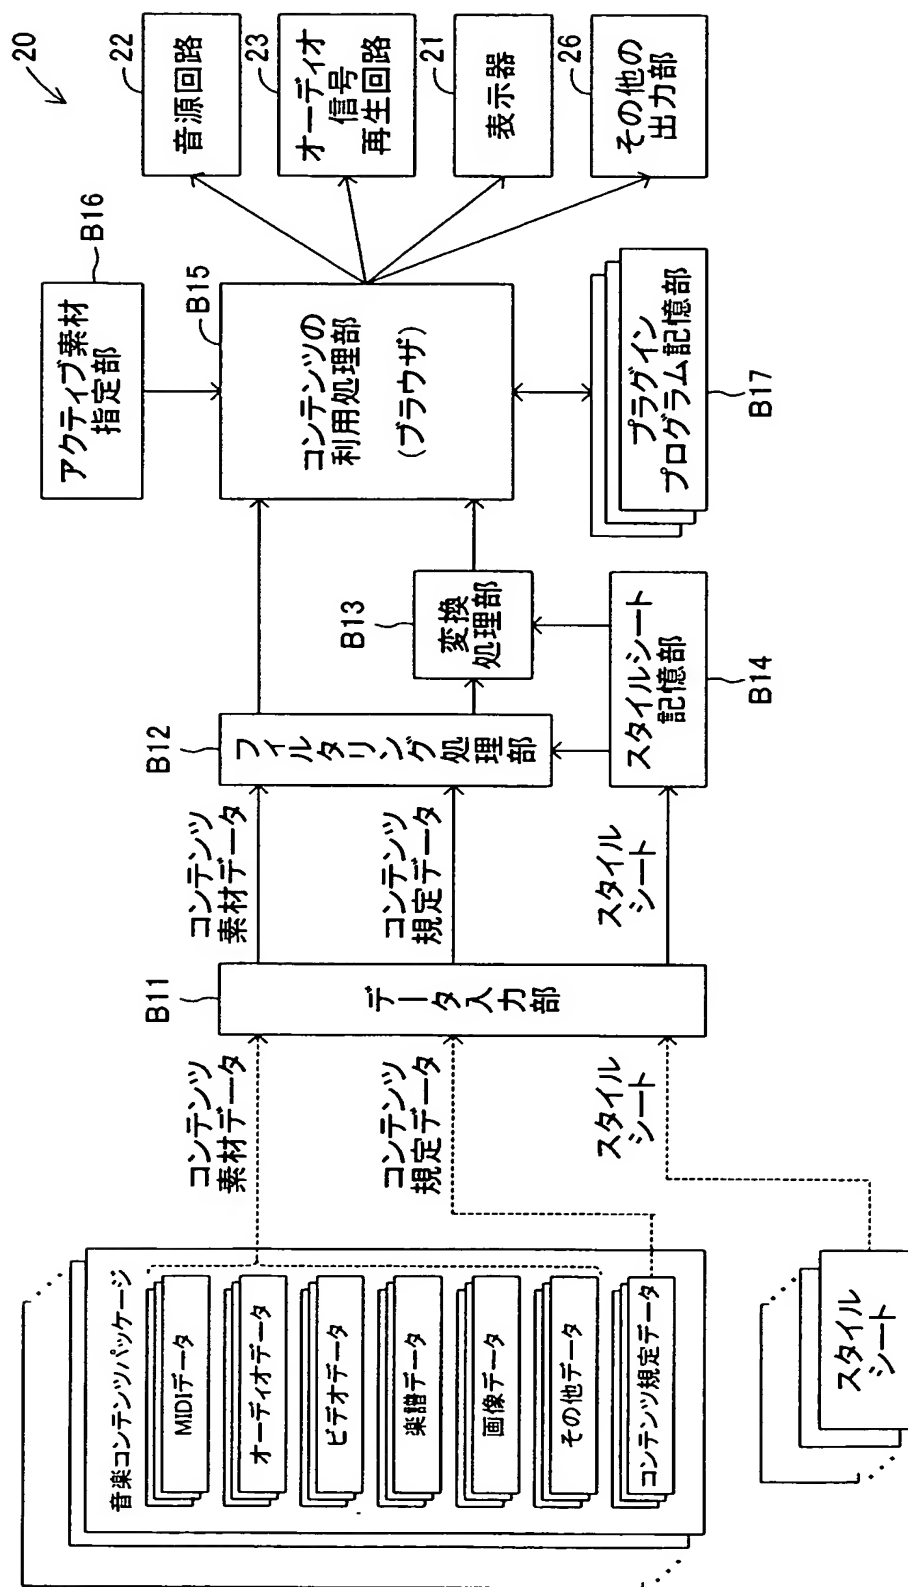 20
音楽コンテンツパッケージ
MIDIデータ
オーディオデータ
ビデオデータ
楽譜データ
画像データ
その他データ
コンテンツ規定データ
スタイル
シート
コンテンツ
素材データ
コンテンツ
規定データ
スタイル
シート
B11
データ入力部
コンテンツ
素材データ
コンテンツ
規定データ
スタイル
シート
B12
フィルタリング処理部
B13
変換
処理部
スタイルシート
記憶部
B14
アクティブ素材
指定部
B16
B15
コンテンツの
利用処理部
(ブラウザ)
プラグイン
プログラム記憶部
B17
音源回路
22
オーディオ
信号
再生回路
23
表示器
21
その他の
出力部
26